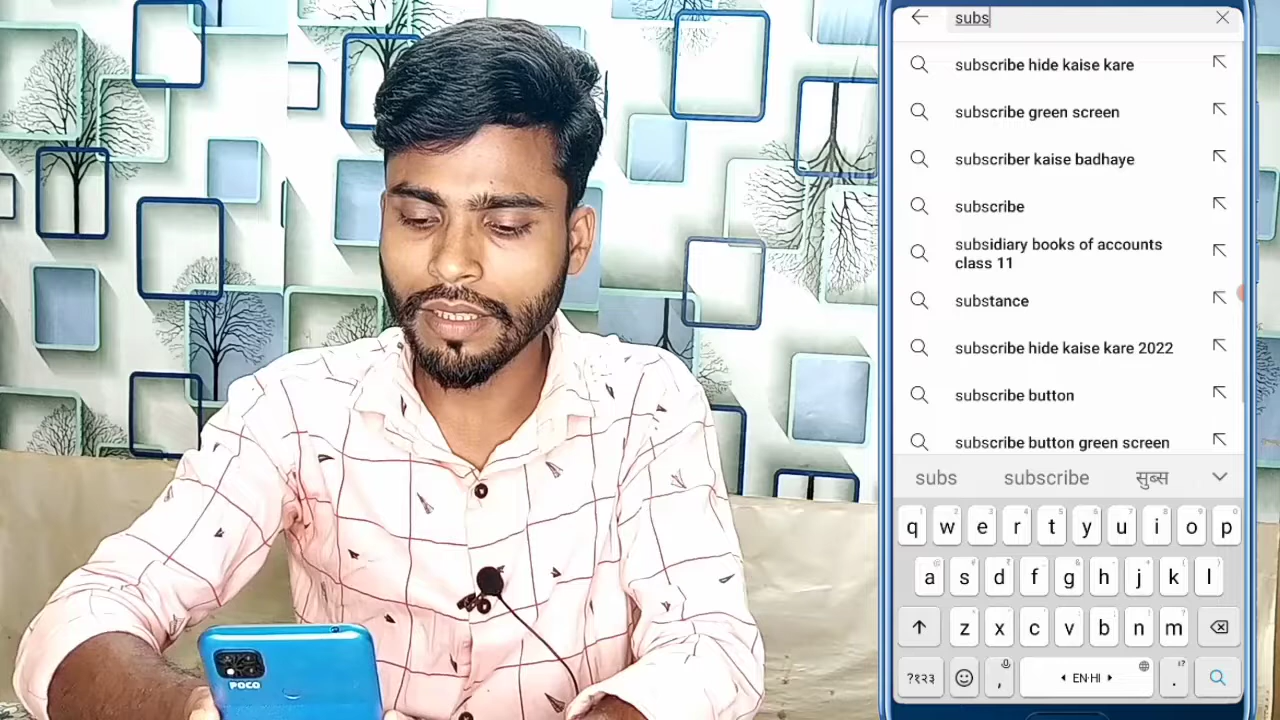 subs
subscribe hide kaise kare
subscribe green screen
subscriber kaise badhaye
subscribe
subsidiary books of accounts
class 11
substance
subscribe hide kaise kare 2022
subscribe button
subscribe button green screen
subs subscribe सुब्स
q w e r t y u i o p
a s d f g h j k l
z x c v b n m
?१२३ , EN·HI .
POCO